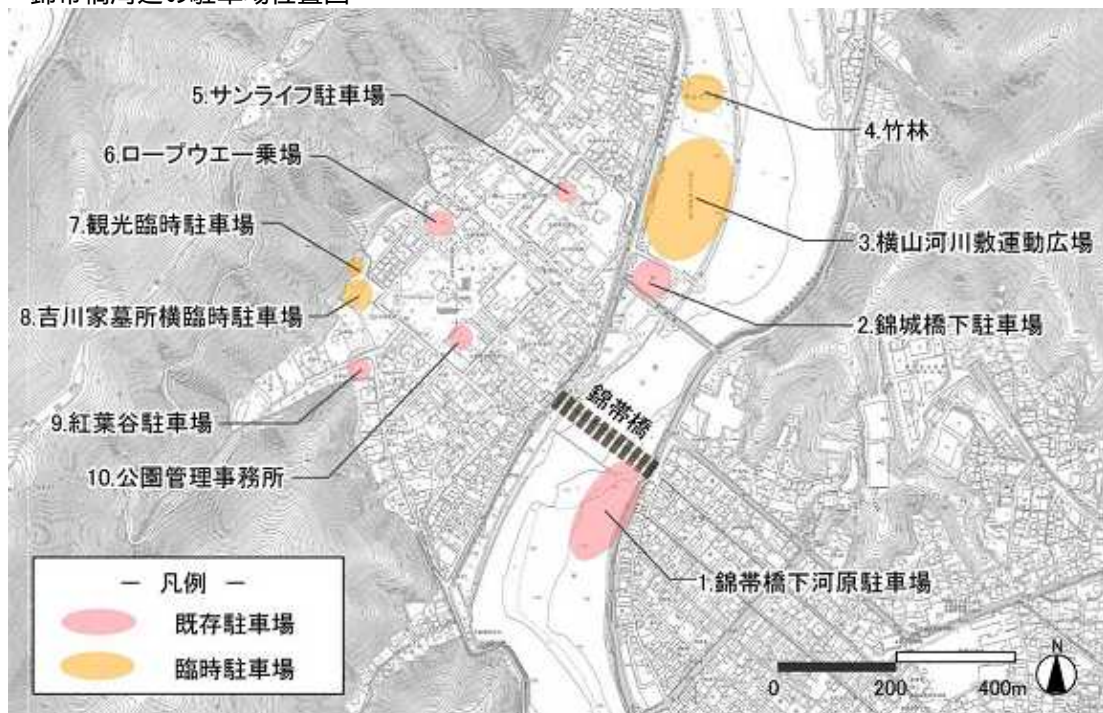 錦帯橋周辺の駐車場位置図
5.サンライフ駐車場
4.竹林
6.ロープウエー乗場
7.観光臨時駐車場
3.横山河川敷運動広場
8.吉川家墓所横臨時駐車場
2.錦城橋下駐車場
錦帯橋
9.紅葉谷駐車場
10.公園管理事務所
1.錦帯橋下河原駐車場
― 凡例 ―
既存駐車場
臨時駐車場
N
0 200 400m